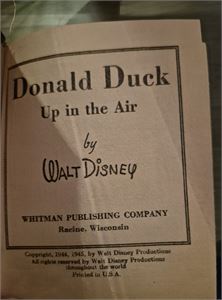 Donald Duck
Up in the Air
by
WALT DISNEY
WHITMAN PUBLISHING COMPANY
Racine, Wisconsin
Copyright, 1944, 1945, by Walt Disney Productions
All rights reserved by Walt Disney Productions
throughout the world
Printed in U.S.A.